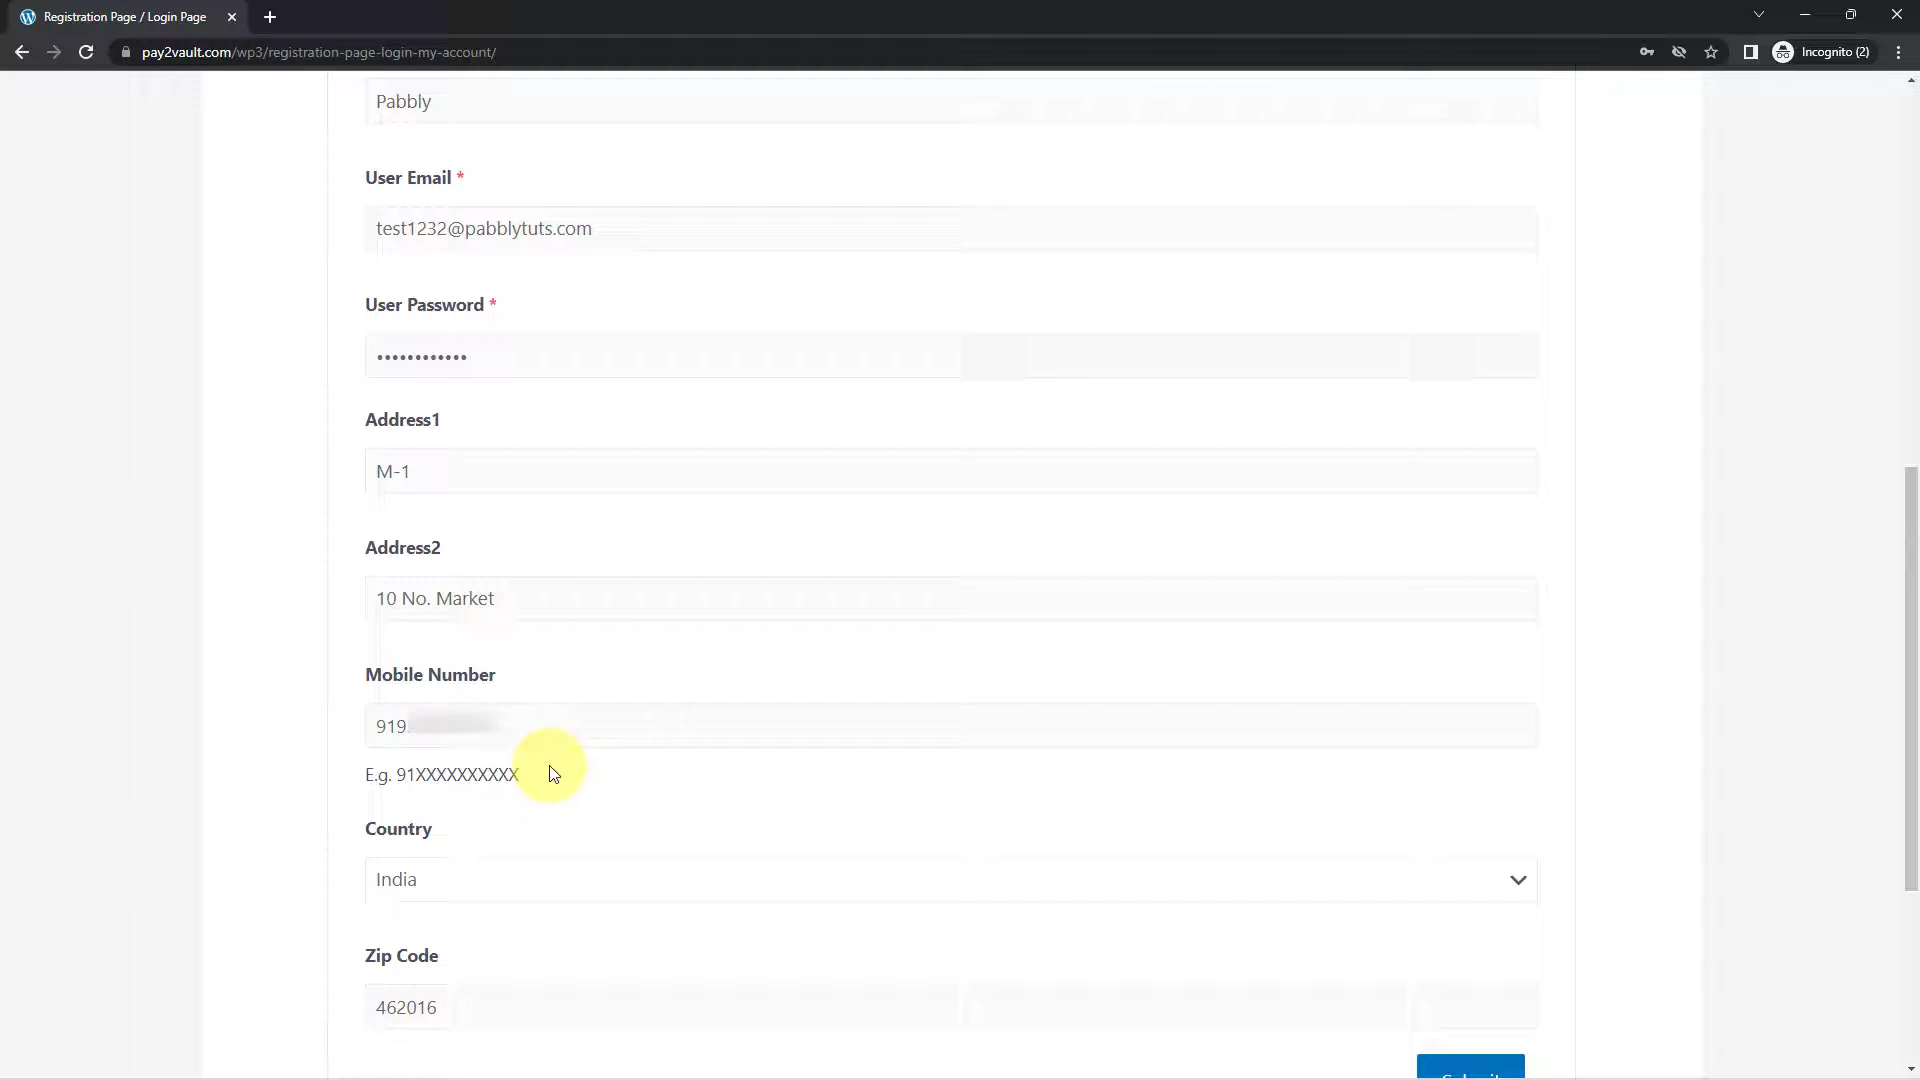 Registration Page / Login Page
pay2vault.com/wp3/registration-page-login-my-account/
Incognito (2)
Pabbly
User Email *
test1232@pabblytuts.com
User Password *
••••••••••••
Address1
M-1
Address2
10 No. Market
Mobile Number
919
E.g. 91XXXXXXXXXX
Country
India
Zip Code
462016
Submit